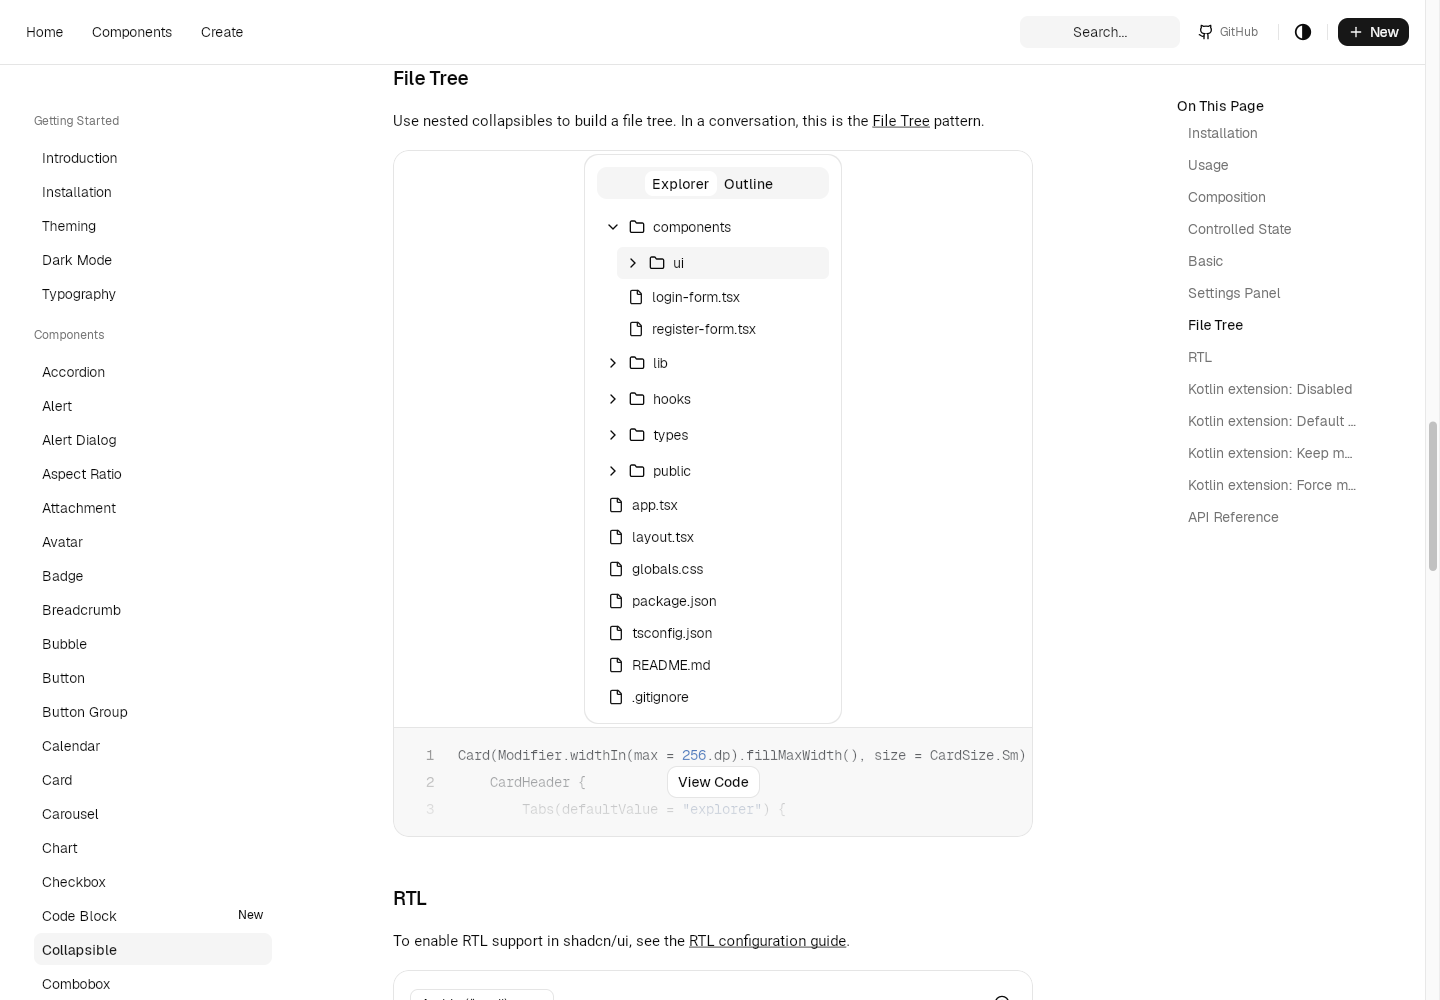 Home
Components
Create
Search...
GitHub
New
Getting Started
Introduction
Installation
Theming
Dark Mode
Typography
Components
Accordion
Alert
Alert Dialog
Aspect Ratio
Attachment
Avatar
Badge
Breadcrumb
Bubble
Button
Button Group
Calendar
Card
Carousel
Chart
Checkbox
Code Block New
Collapsible
Combobox
File Tree
Use nested collapsibles to build a file tree. In a conversation, this is the File Tree pattern.
Explorer Outline
components
ui
login-form.tsx
register-form.tsx
lib
hooks
types
public
app.tsx
layout.tsx
globals.css
package.json
tsconfig.json
README.md
.gitignore
1 Card(Modifier.widthIn(max = 256.dp).fillMaxWidth(), size = CardSize.Sm)
2 CardHeader {
View Code
3 Tabs(defaultValue = "explorer") {
RTL
To enable RTL support in shadcn/ui, see the RTL configuration guide.
On This Page
Installation
Usage
Composition
Controlled State
Basic
Settings Panel
File Tree
RTL
Kotlin extension: Disabled
Kotlin extension: Default ...
Kotlin extension: Keep m...
Kotlin extension: Force m...
API Reference